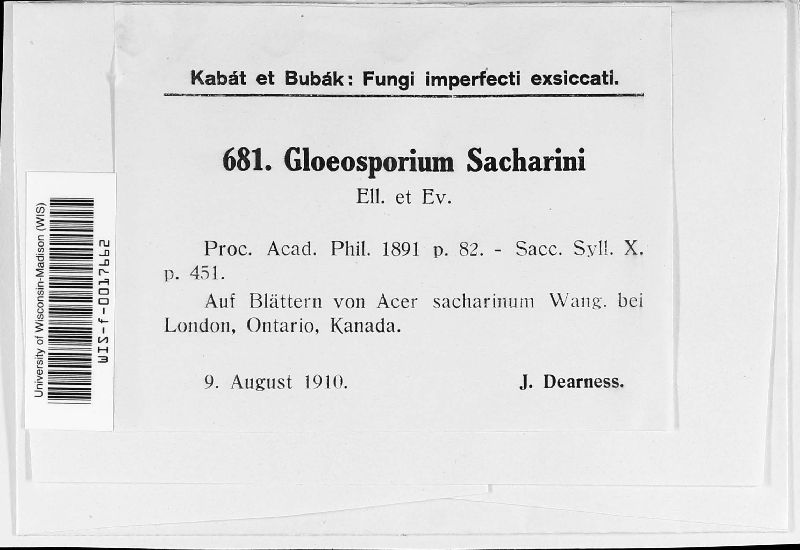 Kabát et Bubák: Fungi imperfecti exsiccati.
681. Gloeosporium Sacharini
Ell. et Ev.
Proc. Acad. Phil. 1891 p. 82. - Sacc. Syll. X.
p. 451.
Auf Blättern von Acer sacharinum Wang. bei
London, Ontario, Kanada.
9. August 1910.
J. Dearness.
University of Wisconsin-Madison (WIS)
WIS-f-0017662